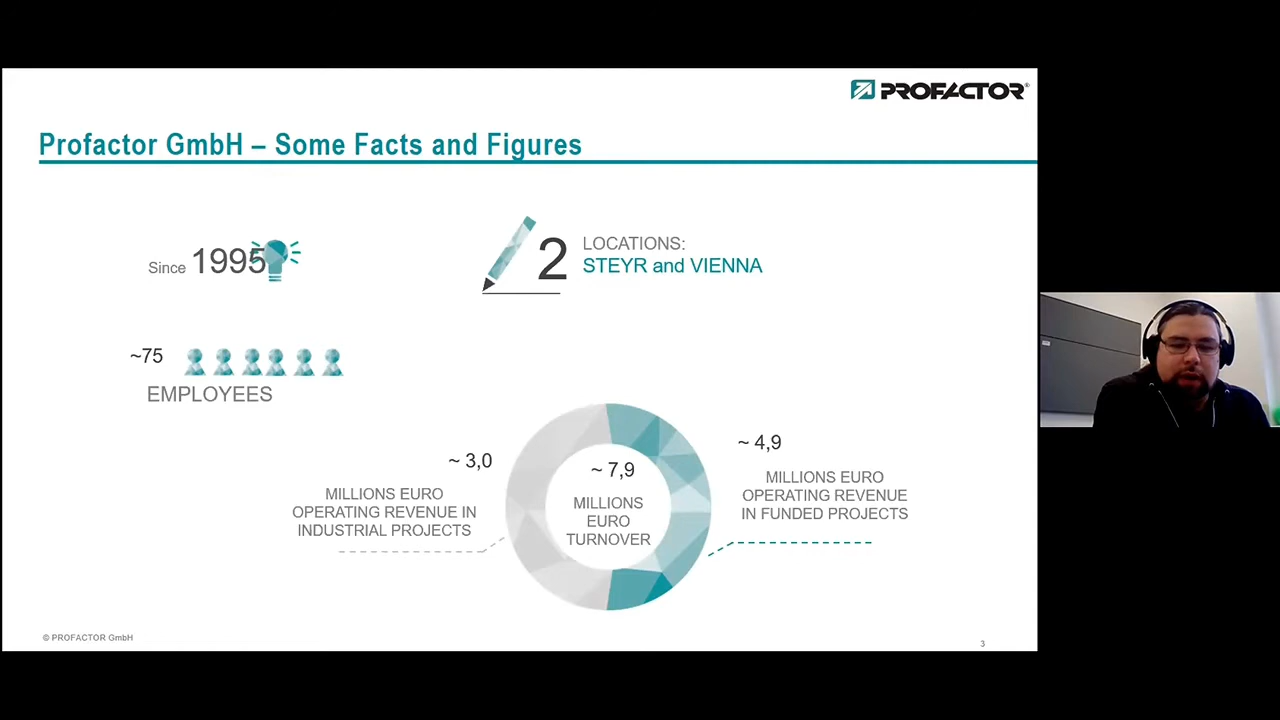 PROFACTOR®
Profactor GmbH – Some Facts and Figures
Since 1995
2
LOCATIONS:
STEYR and VIENNA
~75
EMPLOYEES
~ 3,0
MILLIONS EURO
OPERATING REVENUE IN
INDUSTRIAL PROJECTS
~ 7,9
MILLIONS
EURO
TURNOVER
~ 4,9
MILLIONS EURO
OPERATING REVENUE
IN FUNDED PROJECTS
© PROFACTOR GmbH
3